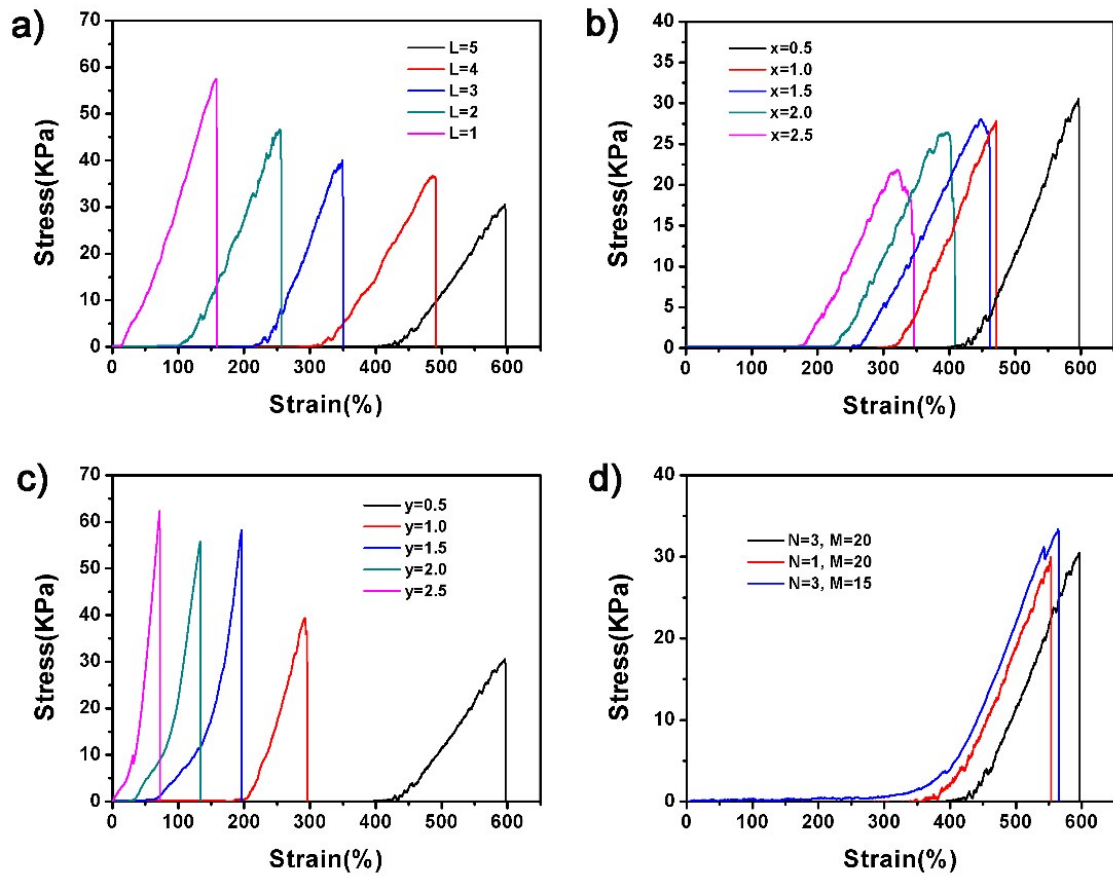 a)
70
60
50
40
30
20
10
0
Stress(KPa)
L=5
L=4
L=3
L=2
L=1
0 100 200 300 400 500 600
Strain(%)
b)
40
35
30
25
20
15
10
5
0
Stress(KPa)
x=0.5
x=1.0
x=1.5
x=2.0
x=2.5
0 100 200 300 400 500 600
Strain(%)
c)
70
60
50
40
30
20
10
0
Stress(KPa)
y=0.5
y=1.0
y=1.5
y=2.0
y=2.5
0 100 200 300 400 500 600
Strain(%)
d)
40
30
20
10
0
Stress(KPa)
N=3, M=20
N=1, M=20
N=3, M=15
0 100 200 300 400 500 600
Strain(%)